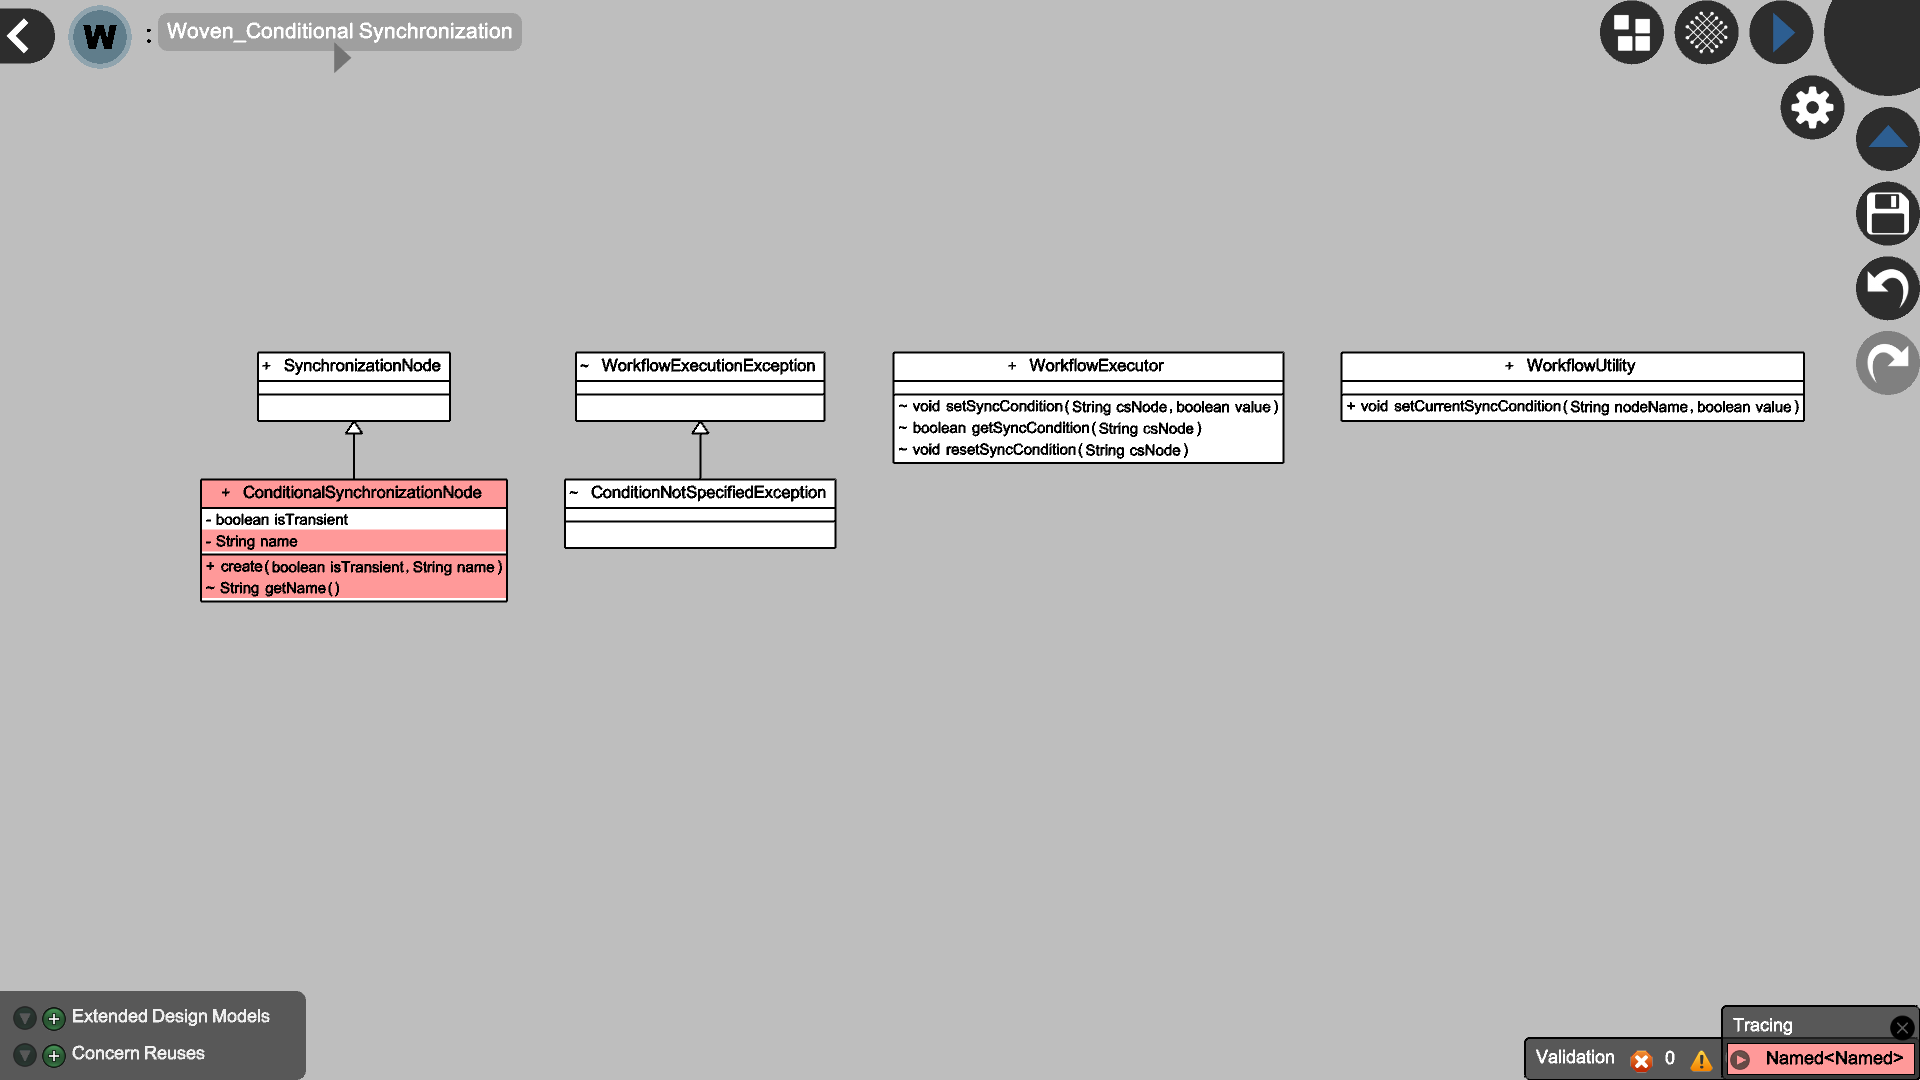 W : Woven_Conditional Synchronization
+ SynchronizationNode
~ WorkflowExecutionException
+ WorkflowExecutor
~ void setSyncCondition(String csNode, boolean value)
~ boolean getSyncCondition(String csNode)
~ void resetSyncCondition(String csNode)
+ WorkflowUtility
+ void setCurrentSyncCondition(String nodeName, boolean value)
+ ConditionalSynchronizationNode
- boolean isTransient
- String name
+ create(boolean isTransient, String name)
~ String getName()
~ ConditionNotSpecifiedException
Extended Design Models
Concern Reuses
Validation 0
Tracing
Named<Named>